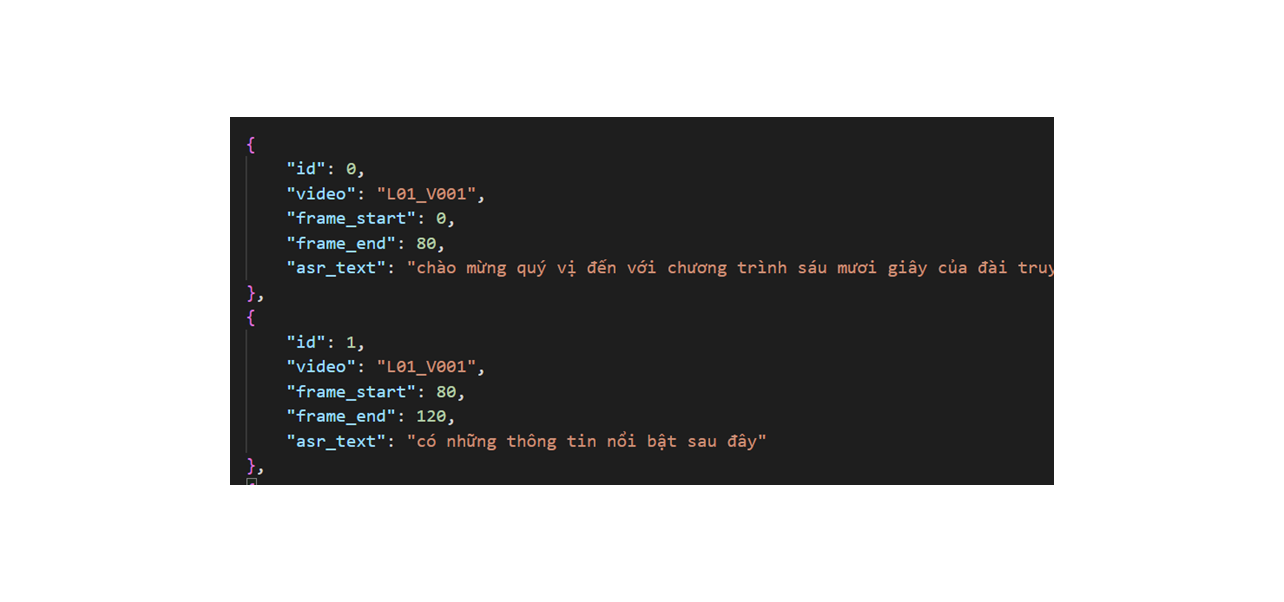 {
"id": 0,
"video": "L01_V001",
"frame_start": 0,
"frame_end": 80,
"asr_text": "chào mừng quý vị đến với chương trình sáu mươi giây của đài
},
{
"id": 1,
"video": "L01_V001",
"frame_start": 80,
"frame_end": 120,
"asr_text": "có những thông tin nổi bật sau đây"
},